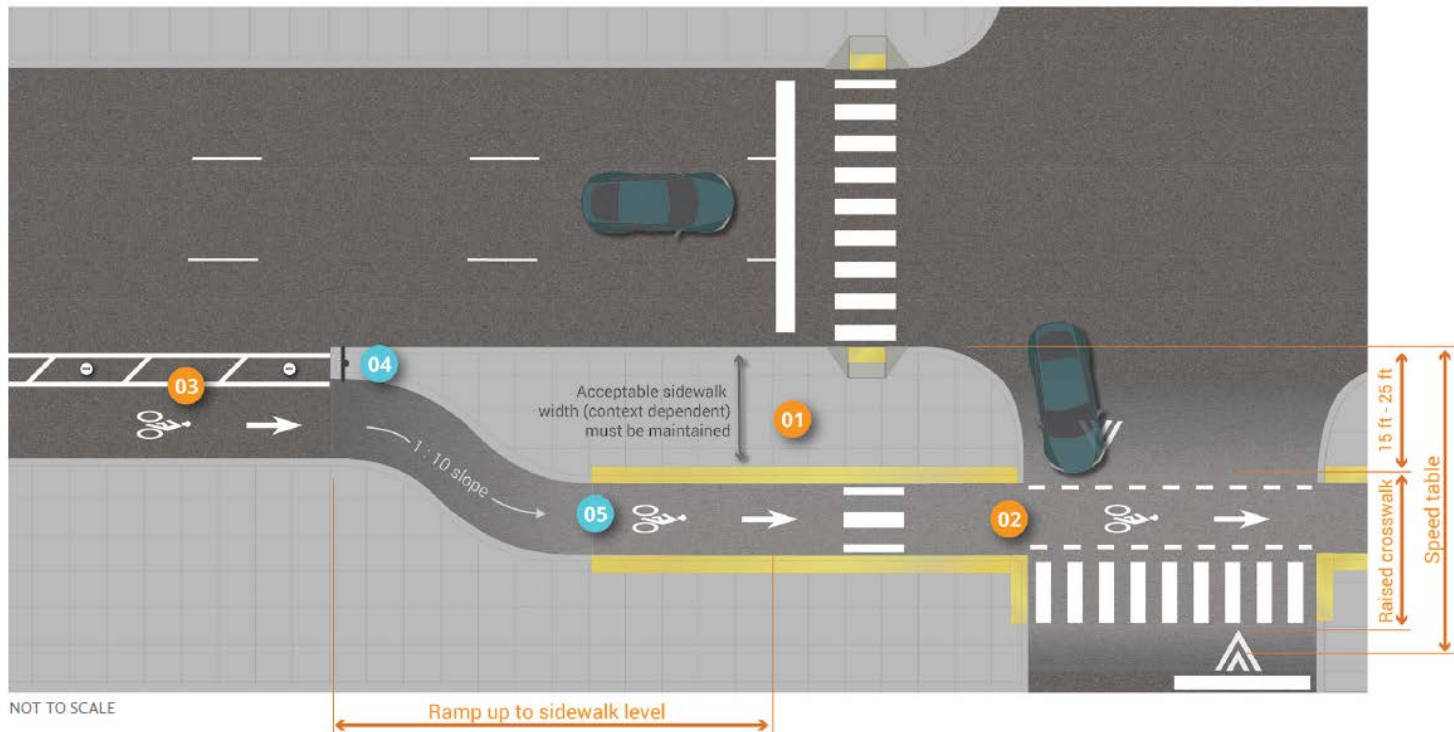 04
03
Acceptable sidewalk
width (context dependent)
must be maintained
01
1 : 10 slope
05
02
15 ft - 25 ft
Raised crosswalk
Speed table
NOT TO SCALE
Ramp up to sidewalk level